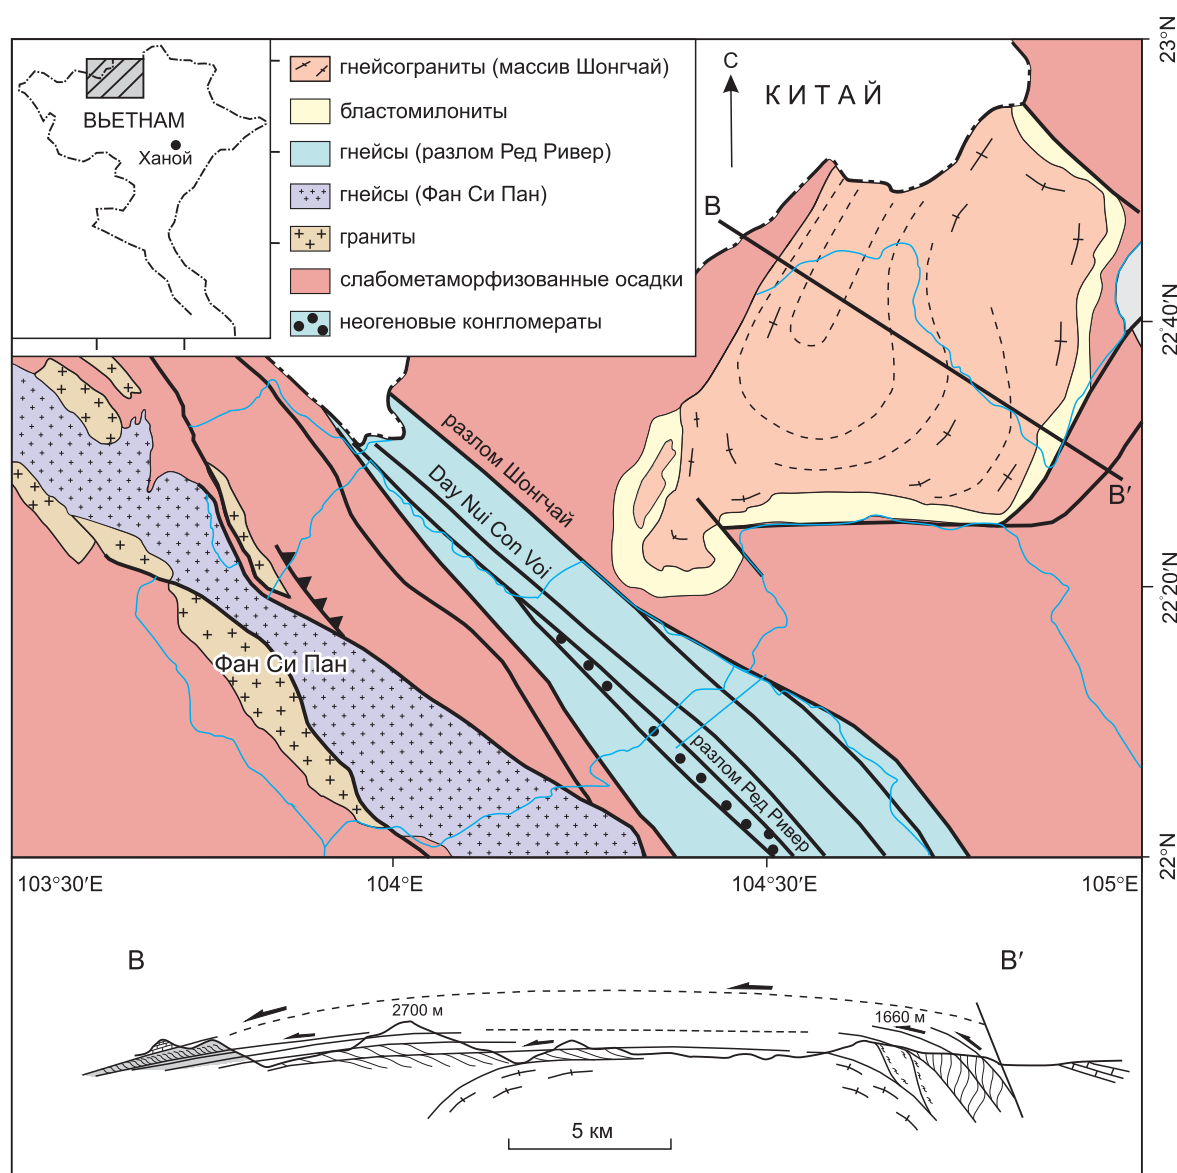 ВЬЕТНАМ
Ханой
гнейсограниты (массив Шонгчай)
бластомилониты
гнейсы (разлом Ред Ривер)
гнейсы (Фан Си Пан)
граниты
слабометаморфизованные осадки
неогеновые конгломераты
С
КИТАЙ
B
B′
разлом Шонгчай
Day Nui Con Voi
разлом Ред Ривер
Фан Си Пан
23°N
22°40′N
22°20′N
22°N
103°30′E
104°E
104°30′E
105°E
B
B′
2700 м
1660 м
5 км